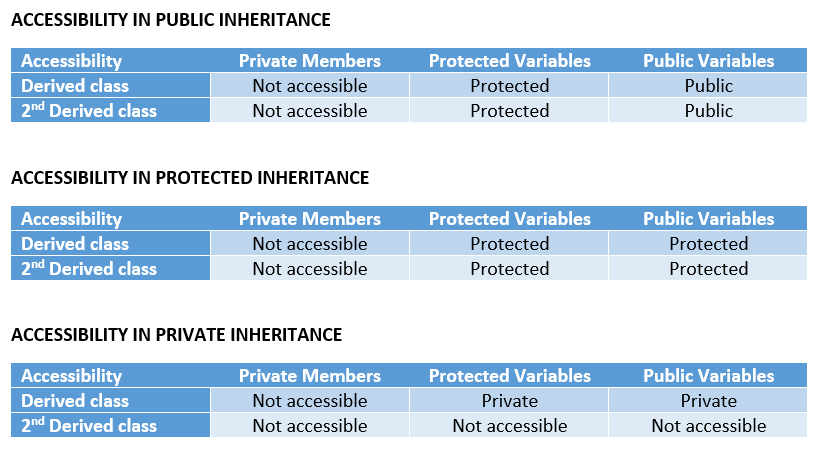 ACCESSIBILITY IN PUBLIC INHERITANCE
Accessibility Private Members Protected Variables Public Variables
Derived class Not accessible Protected Public
2nd Derived class Not accessible Protected Public
ACCESSIBILITY IN PROTECTED INHERITANCE
Accessibility Private Members Protected Variables Public Variables
Derived class Not accessible Protected Protected
2nd Derived class Not accessible Protected Protected
ACCESSIBILITY IN PRIVATE INHERITANCE
Accessibility Private Members Protected Variables Public Variables
Derived class Not accessible Private Private
2nd Derived class Not accessible Not accessible Not accessible